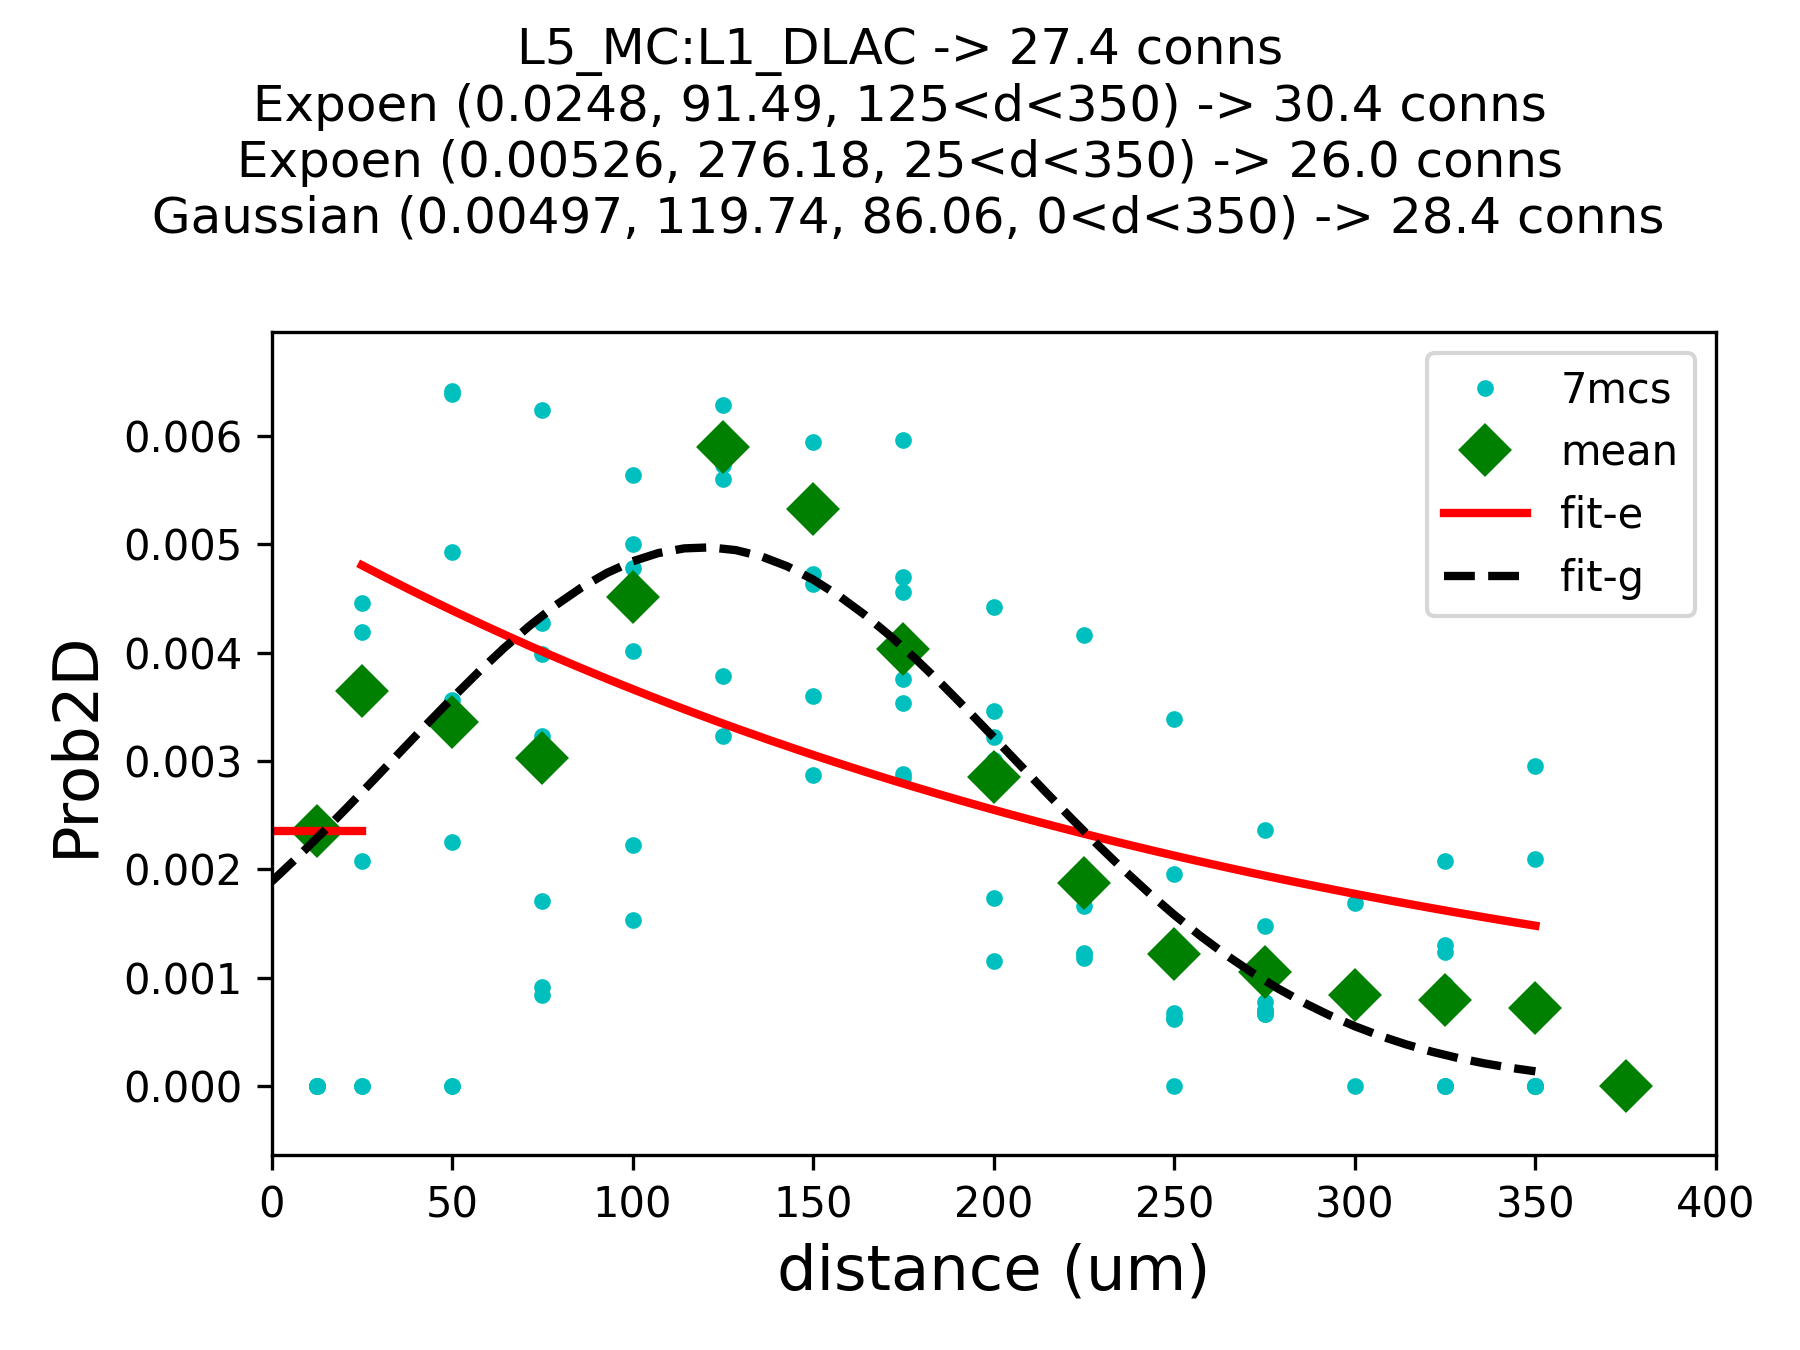 L5_MC:L1_DLAC -> 27.4 conns
Expoen (0.0248, 91.49, 125<d<350) -> 30.4 conns
Expoen (0.00526, 276.18, 25<d<350) -> 26.0 conns
Gaussian (0.00497, 119.74, 86.06, 0<d<350) -> 28.4 conns
7mcs
mean
fit-e
fit-g
Prob2D
0.006
0.005
0.004
0.003
0.002
0.001
0.000
0 50 100 150 200 250 300 350 400
distance (um)